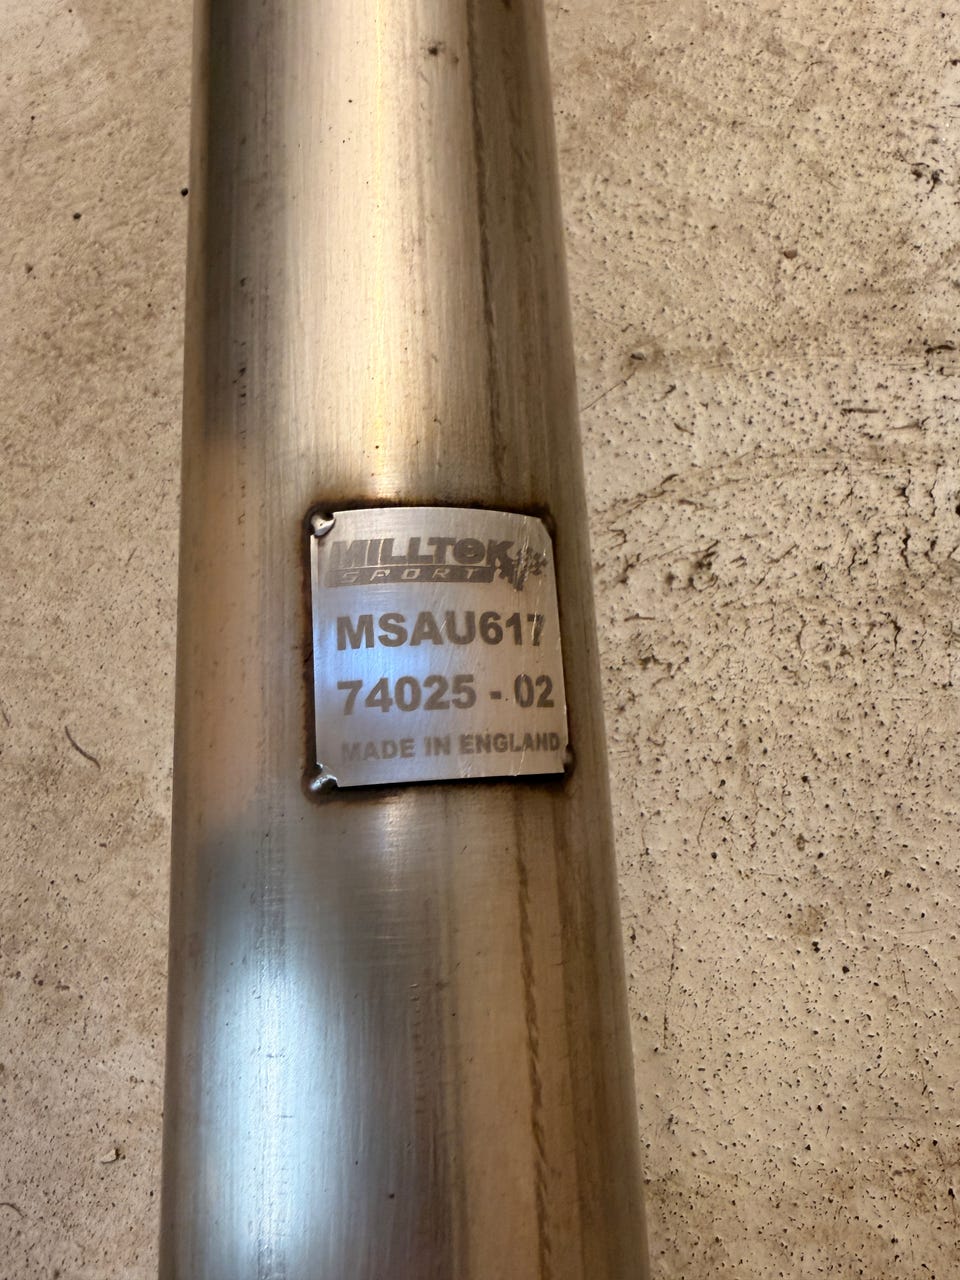 MILLTEK
SPORT
MSAU617
74025 - 02
MADE IN ENGLAND